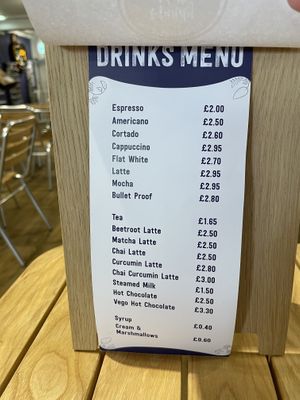 DRINKS MENU
Espresso £2.00
Americano £2.50
Cortado £2.60
Cappuccino £2.95
Flat White £2.70
Latte £2.95
Mocha £2.95
Bullet Proof £2.80
Tea £1.65
Beetroot Latte £2.50
Matcha Latte £2.50
Chai Latte £2.50
Curcumin Latte £2.80
Chai Curcumin Latte £3.00
Steamed Milk £1.50
Hot Chocolate £2.50
Vego Hot Chocolate £3.30
Syrup £0.40
Cream &
Marshmallows £0.60